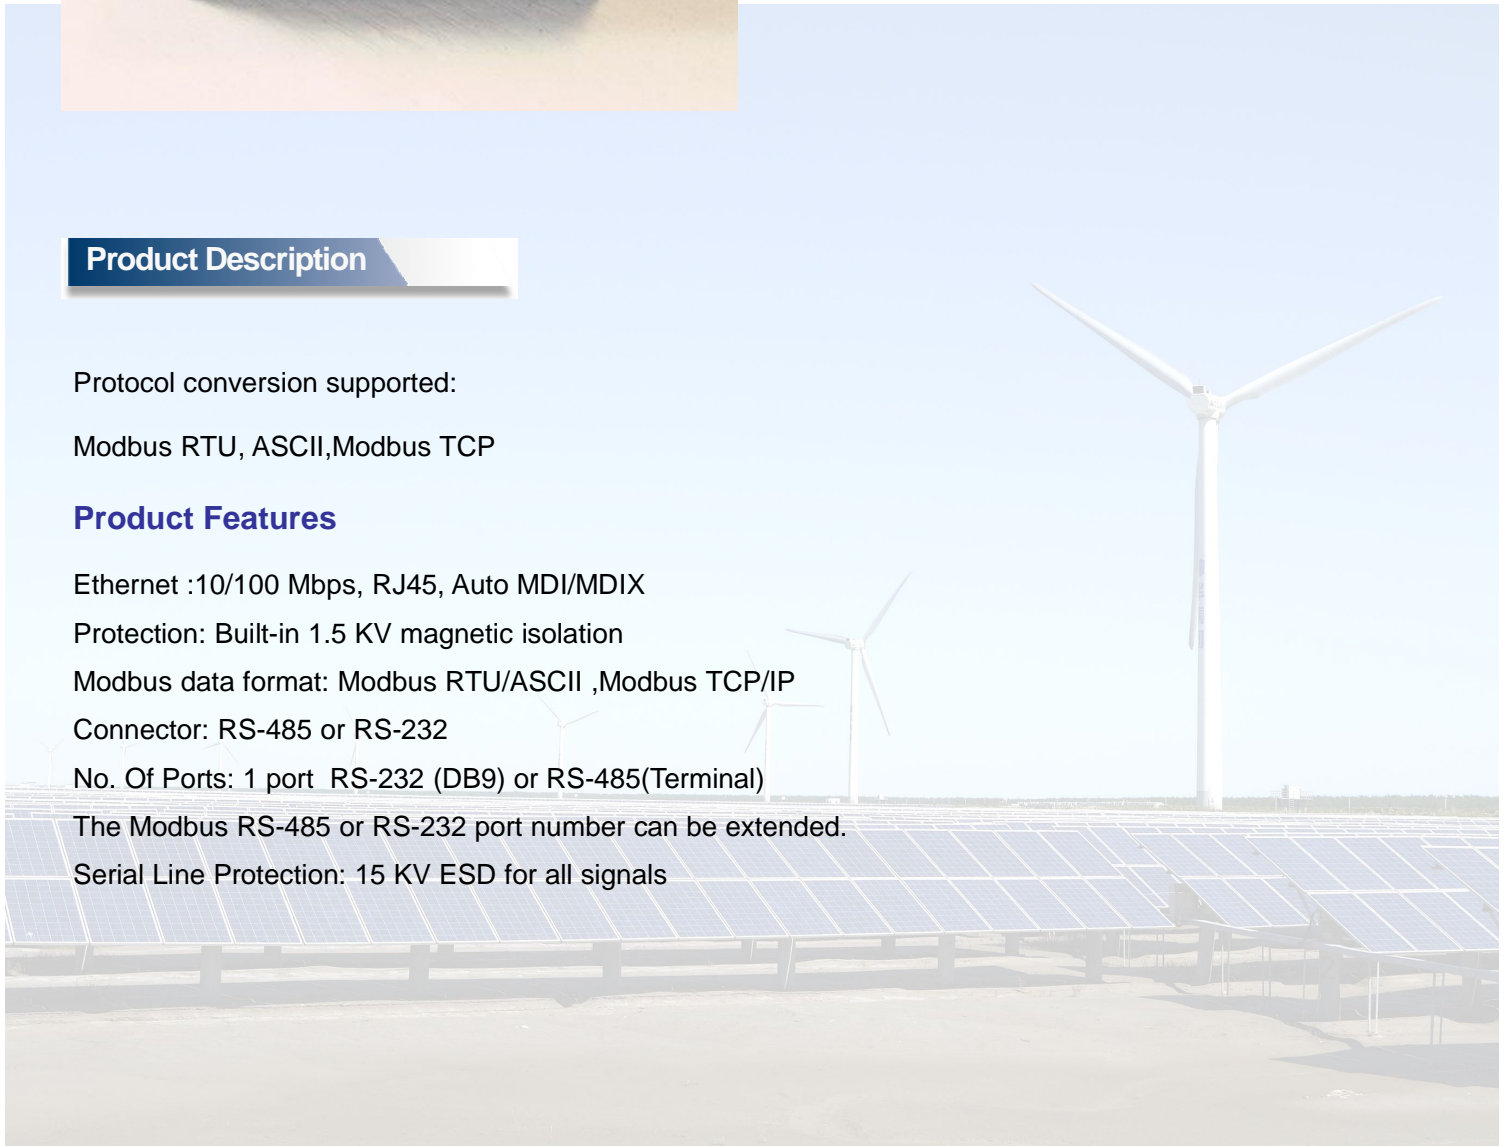 Product Description
Protocol conversion supported:
Modbus RTU, ASCII,Modbus TCP
Product Features
Ethernet :10/100 Mbps, RJ45, Auto MDI/MDIX
Protection: Built-in 1.5 KV magnetic isolation
Modbus data format: Modbus RTU/ASCII ,Modbus TCP/IP
Connector: RS-485 or RS-232
No. Of Ports: 1 port  RS-232 (DB9) or RS-485(Terminal)
The Modbus RS-485 or RS-232 port number can be extended.
Serial Line Protection: 15 KV ESD for all signals